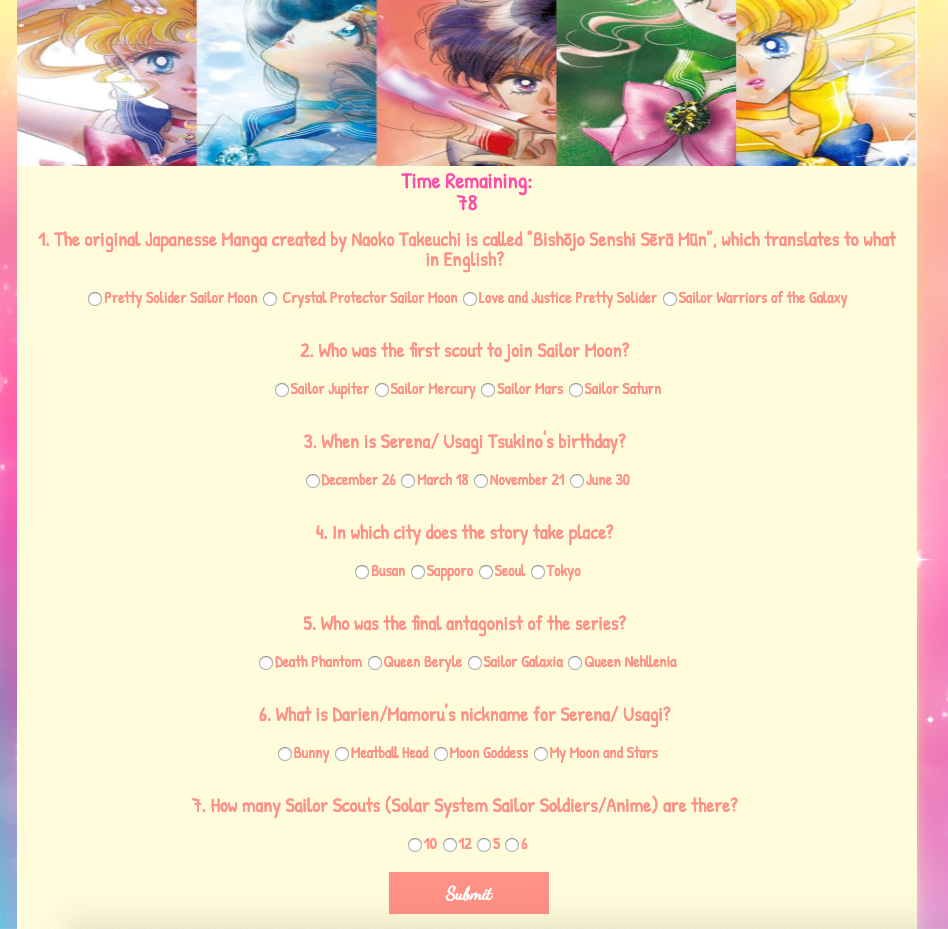 Time Remaining:
78
1. The original Japanesse Manga created by Naoko Takeuchi is called "Bishōjo Senshi Sērā Mūn", which translates to what
in English?
Pretty Solider Sailor Moon Crystal Protector Sailor Moon Love and Justice Pretty Solider Sailor Warriors of the Galaxy
2. Who was the first scout to join Sailor Moon?
Sailor Jupiter Sailor Mercury Sailor Mars Sailor Saturn
3. When is Serena/ Usagi Tsukino's birthday?
December 26 March 18 November 21 June 30
4. In which city does the story take place?
Busan Sapporo Seoul Tokyo
5. Who was the final antagonist of the series?
Death Phantom Queen Beryle Sailor Galaxia Queen Nehllenia
6. What is Darien/Mamoru's nickname for Serena/ Usagi?
Bunny Meatball Head Moon Goddess My Moon and Stars
7. How many Sailor Scouts (Solar System Sailor Soldiers/Anime) are there?
10 12 5 6
Submit